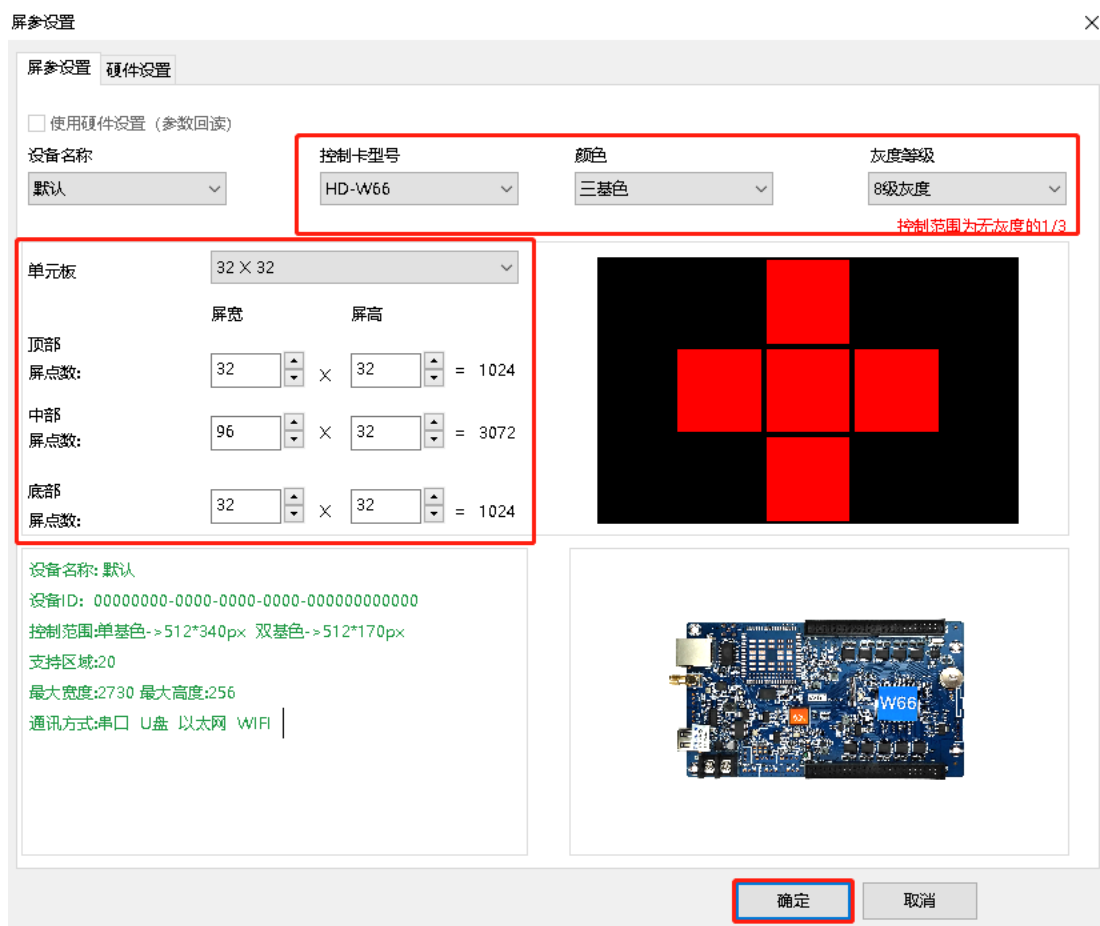 屏参设置
屏参设置 硬件设置
使用硬件设置 (参数回读)
设备名称 控制卡型号 颜色 灰度等级
默认 HD-W66 三基色 8级灰度
控制范围为无灰度的1/3
单元板 32 X 32
屏宽 屏高
顶部
屏点数: 32 X 32 = 1024
中部
屏点数: 96 X 32 = 3072
底部
屏点数: 32 X 32 = 1024
设备名称: 默认
设备ID: 00000000-0000-0000-0000-000000000000
控制范围:单基色->512*340px 双基色->512*170px
支持区域:20
最大宽度:2730 最大高度:256
通讯方式:串口 U盘 以太网 WIFI
W66
确定 取消